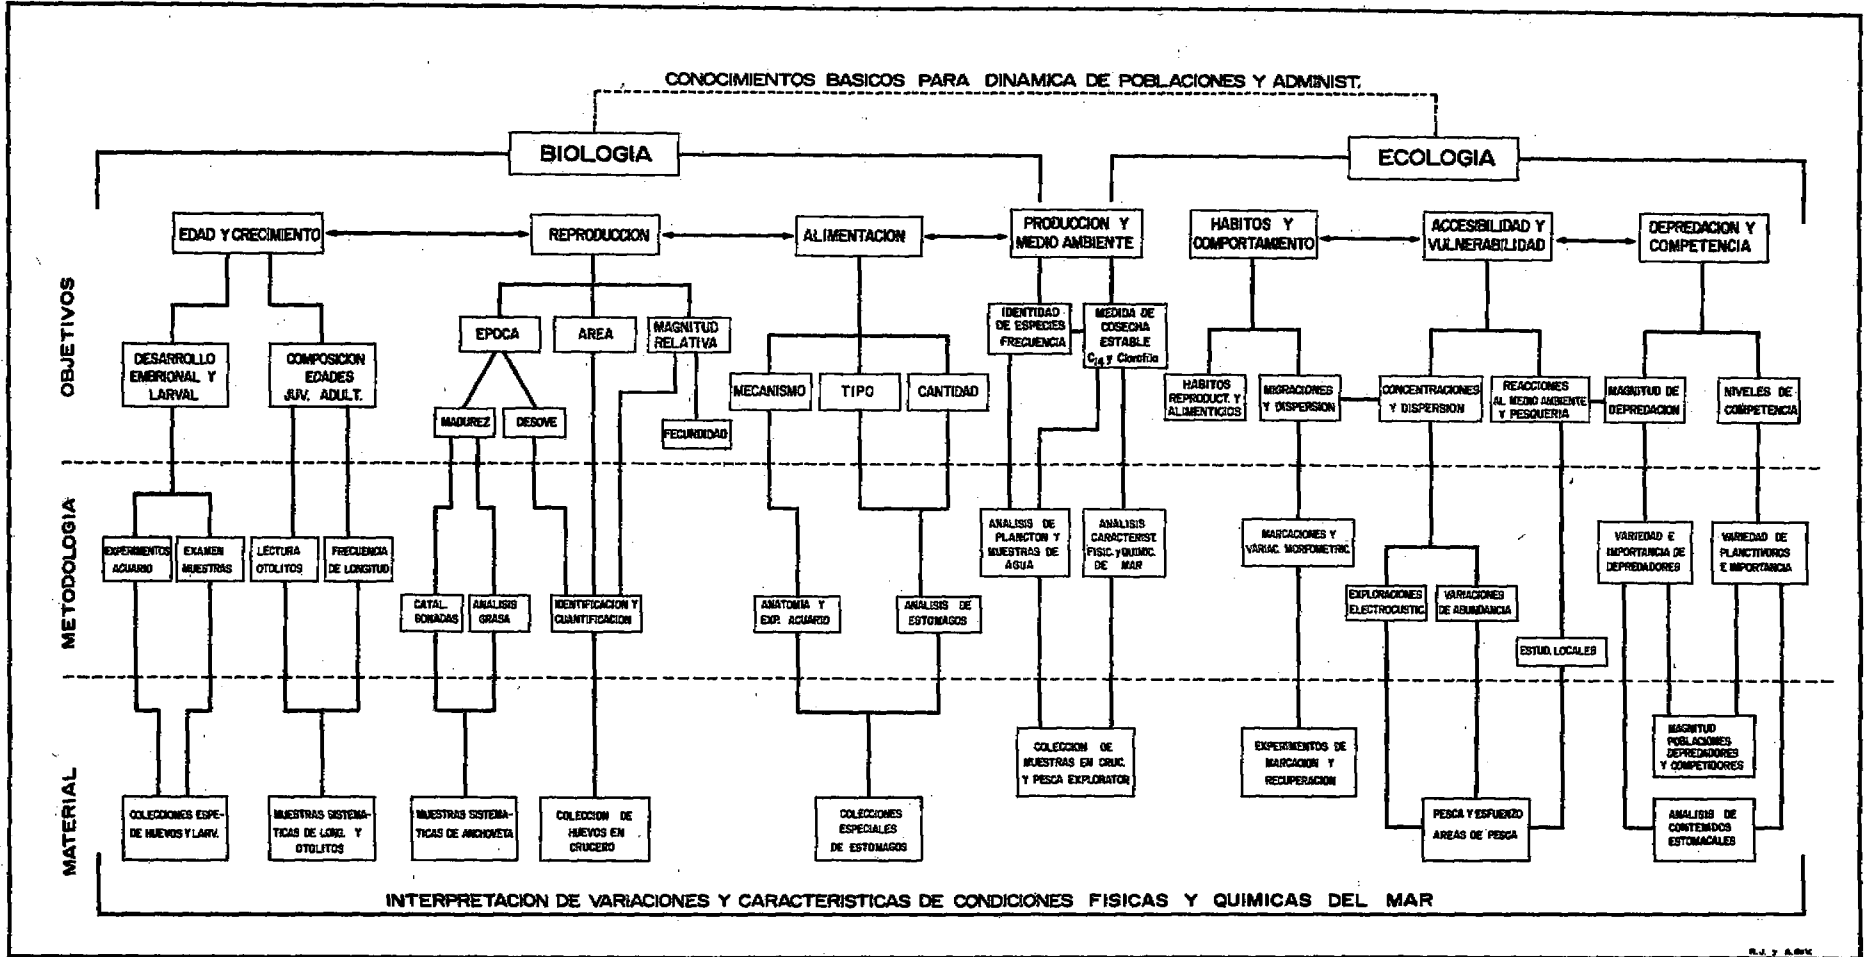 CONOCIMIENTOS BASICOS PARA DINAMICA DE POBLACIONES Y ADMINIST.
BIOLOGIA
ECOLOGIA
OBJETIVOS
EDAD Y CRECIMIENTO
REPRODUCCION
ALIMENTACION
PRODUCCION Y
MEDIO AMBIENTE
HABITOS Y
COMPORTAMIENTO
ACCESIBILIDAD Y
VULNERABILIDAD
DEPREDACION Y
COMPETENCIA
DESARROLLO
EMBRIONAL Y
LARVAL
COMPOSICION
EDADES
JUV. ADULT.
EPOCA
AREA
MAGNITUD
RELATIVA
MADUREZ
DESOVE
FECUNDIDAD
MECANISMO
TIPO
CANTIDAD
IDENTIDAD
DE ESPECIES
FRECUENCIA
MEDIDA DE
COSECHA
ESTABLE
C14 y Clorofila
HABITOS
REPRODUCT. Y
ALIMENTICIOS
MIGRACIONES
Y DISPERSION
CONCENTRACIONES
Y DISPERSION
REACCIONES
AL MEDIO AMBIENTE
Y PESQUERIA
MAGNITUD DE
DEPREDACION
NIVELES DE
COMPETENCIA
METODOLOGIA
EXPERIMENTOS
ACUARIO
EXAMEN
MUESTRAS
LECTURA
OTOLITOS
FRECUENCIA
DE LONGITUD
CATAL.
GONADAS
ANALISIS
GRASA
IDENTIFICACION Y
CUANTIFICACION
ANATOMIA Y
EXP. ACUARIO
ANALISIS DE
ESTOMAGOS
ANALISIS DE
PLANCTON Y
MUESTRAS DE
AGUA
ANALISIS
CARACTERIST.
FISIC. y QUIMIC.
DE MAR
MARCACIONES Y
VARIAC. MORFOMETRIC.
EXPLORACIONES
ELECTROCUSTIC.
VARIACIONES
DE ABUNDANCIA
ESTUD. LOCALES
VARIEDAD E
IMPORTANCIA DE
DEPREDADORES
VARIEDAD DE
PLANCTIVOROS
E IMPORTANCIA
MATERIAL
COLECCIONES ESPE-
DE HUEVOS Y LARV.
MUESTRAS SISTEMA-
TICAS DE LONG. Y
OTOLITOS
MUESTRAS SISTEMA-
TICAS DE ANCHOVETA
COLECCION DE
HUEVOS EN
CRUCERO
COLECCIONES
ESPECIALES
DE ESTOMAGOS
COLECCION DE
MUESTRAS EN CRUC.
Y PESCA EXPLORATOR
EXPERIMENTOS DE
MARCACION Y
RECUPERACION
PESCA Y ESFUERZO
AREAS DE PESCA
MAGNITUD
POBLACIONES
DEPREDADORES
Y COMPETIDORES
ANALISIS DE
CONTENIDOS
ESTOMACALES
INTERPRETACION DE VARIACIONES Y CARACTERISTICAS DE CONDICIONES FISICAS Y QUIMICAS DEL MAR
R.J. y